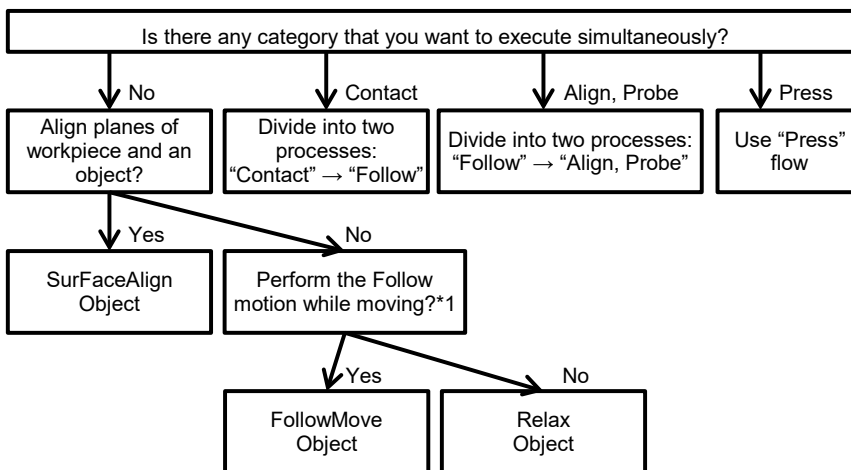 Is there any category that you want to execute simultaneously?
No
Contact
Align, Probe
Press
Align planes of
workpiece and an
object?
Divide into two
processes:
“Contact” → “Follow”
Divide into two processes:
“Follow” → “Align, Probe”
Use “Press”
flow
Yes
No
SurFaceAlign
Object
Perform the Follow
motion while moving?*1
Yes
No
FollowMove
Object
Relax
Object